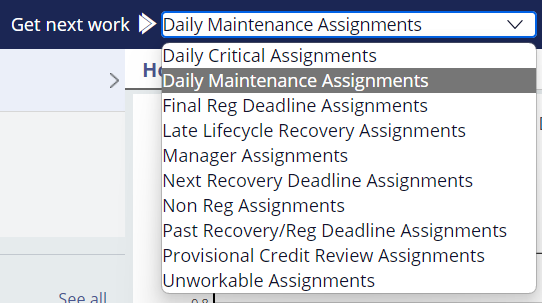 Get next work Daily Maintenance Assignments
Daily Critical Assignments
Daily Maintenance Assignments
Final Reg Deadline Assignments
Late Lifecycle Recovery Assignments
Manager Assignments
Next Recovery Deadline Assignments
Non Reg Assignments
Past Recovery/Reg Deadline Assignments
Provisional Credit Review Assignments
Unworkable Assignments
See all